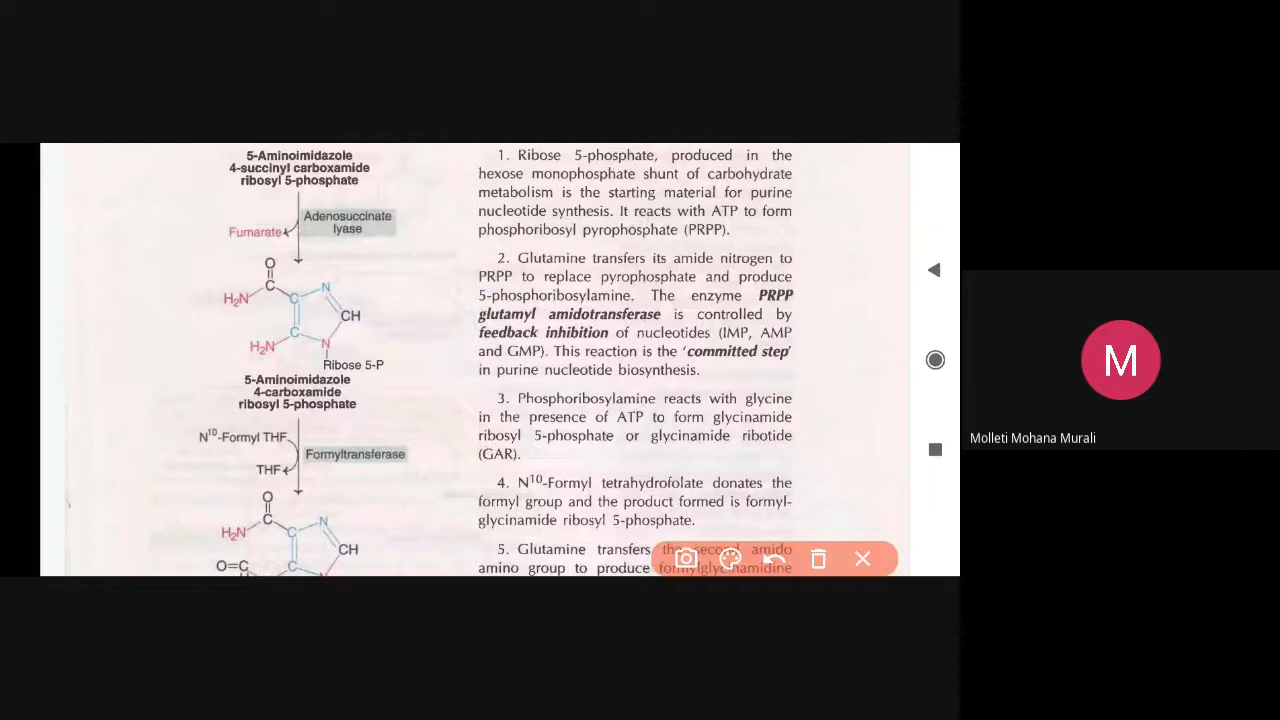 5-Aminoimidazole
4-succinyl carboxamide
ribosyl 5-phosphate
Adenosuccinate
lyase
Fumarate
O
C
H₂N
C
N
CH
C
H₂N
N
Ribose 5-P
5-Aminoimidazole
4-carboxamide
ribosyl 5-phosphate
N¹⁰-Formyl THF
Formyltransferase
THF
O
C
H₂N
C
N
CH
O=C
C
1. Ribose 5-phosphate, produced in the
hexose monophosphate shunt of carbohydrate
metabolism is the starting material for purine
nucleotide synthesis. It reacts with ATP to form
phosphoribosyl pyrophosphate (PRPP).
2. Glutamine transfers its amide nitrogen to
PRPP to replace pyrophosphate and produce
5-phosphoribosylamine. The enzyme PRPP
glutamyl amidotransferase is controlled by
feedback inhibition of nucleotides (IMP, AMP
and GMP). This reaction is the 'committed step'
in purine nucleotide biosynthesis.
3. Phosphoribosylamine reacts with glycine
in the presence of ATP to form glycinamide
ribosyl 5-phosphate or glycinamide ribotide
(GAR).
4. N¹⁰-Formyl tetrahydrofolate donates the
formyl group and the product formed is formyl-
glycinamide ribosyl 5-phosphate.
5. Glutamine transfers the second amido
amino group to produce formylglycinamidine
M
Molleti Mohana Murali